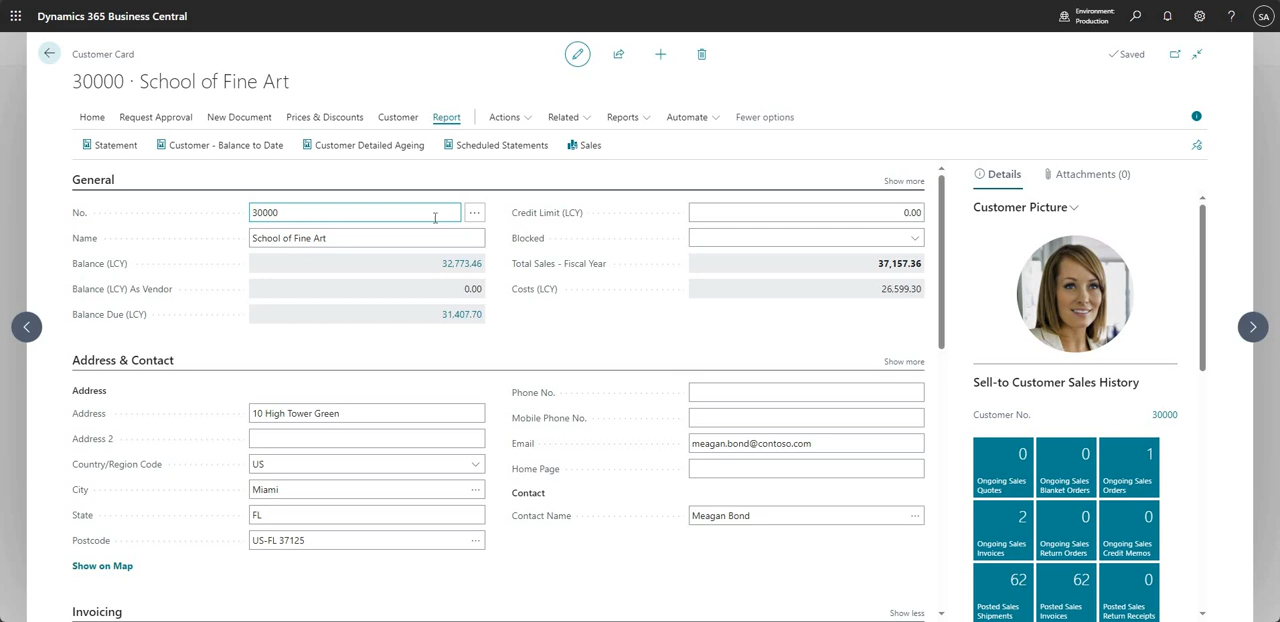 Dynamics 365 Business Central
Environment:
Production
?
SA
Customer Card
Saved
30000 · School of Fine Art
Home Request Approval New Document Prices & Discounts Customer Report Actions Related Reports Automate Fewer options
Statement Customer - Balance to Date Customer Detailed Ageing Scheduled Statements Sales
General Show more
No. 30000 ...
Name School of Fine Art
Balance (LCY) 32,773.46
Balance (LCY) As Vendor 0.00
Balance Due (LCY) 31,407.70
Credit Limit (LCY) 0.00
Blocked
Total Sales - Fiscal Year 37,157.36
Costs (LCY) 26,599.30
Address & Contact Show more
Address
Address 10 High Tower Green
Address 2
Country/Region Code US
City Miami ...
State FL
Postcode US-FL 37125 ...
Show on Map
Phone No.
Mobile Phone No.
Email meagan.bond@contoso.com
Home Page
Contact
Contact Name Meagan Bond ...
Invoicing Show less
Details Attachments (0)
Customer Picture
Sell-to Customer Sales History
Customer No. 30000
0
Ongoing Sales
Quotes
0
Ongoing Sales
Blanket Orders
1
Ongoing Sales
Orders
2
Ongoing Sales
Invoices
0
Ongoing Sales
Return Orders
0
Ongoing Sales
Credit Memos
62
Posted Sales
Shipments
62
Posted Sales
Invoices
0
Posted Sales
Return Receipts